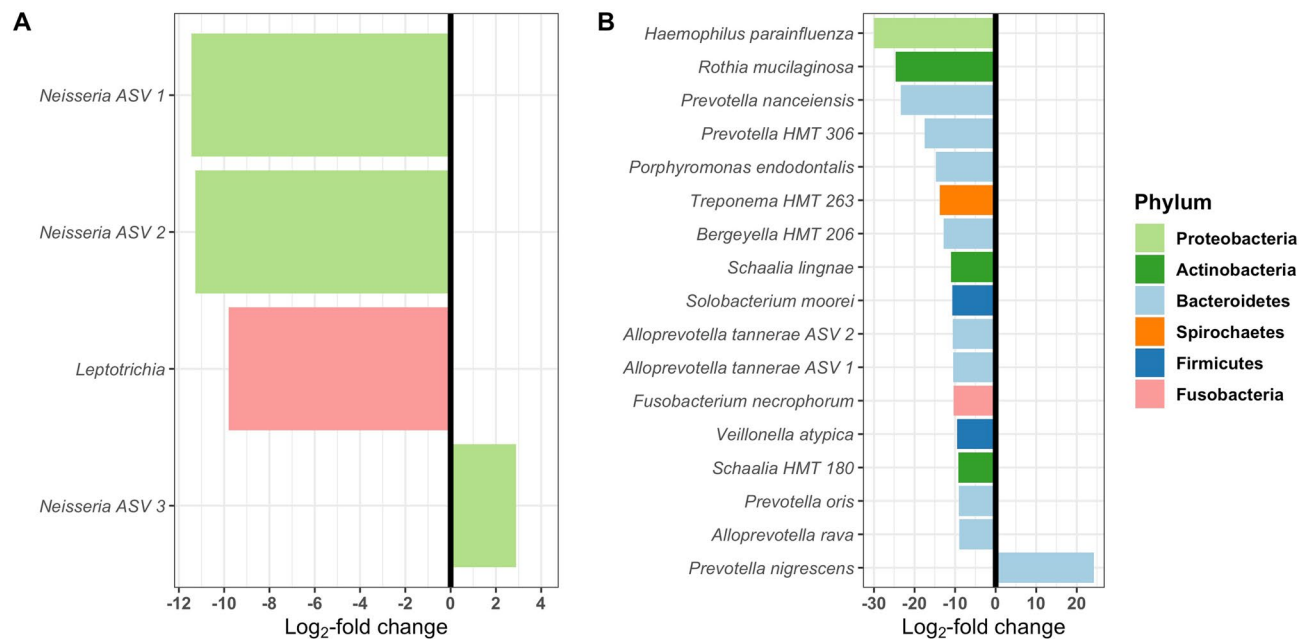 A
Neisseria ASV 1
Neisseria ASV 2
Leptotrichia
Neisseria ASV 3
-12 -10 -8 -6 -4 -2 0 2 4
Log2-fold change
B
Haemophilus parainfluenza
Rothia mucilaginosa
Prevotella nanceiensis
Prevotella HMT 306
Porphyromonas endodontalis
Treponema HMT 263
Bergeyella HMT 206
Schaalia lingnae
Solobacterium moorei
Alloprevotella tannerae ASV 2
Alloprevotella tannerae ASV 1
Fusobacterium necrophorum
Veillonella atypica
Schaalia HMT 180
Prevotella oris
Alloprevotella rava
Prevotella nigrescens
-30 -20 -10 0 10 20
Log2-fold change
Phylum
Proteobacteria
Actinobacteria
Bacteroidetes
Spirochaetes
Firmicutes
Fusobacteria